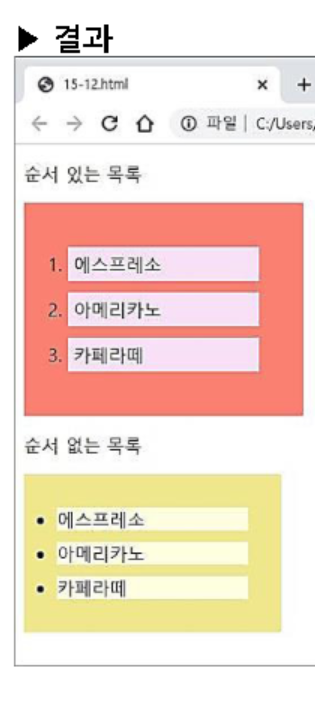 ▶ 결과
15-12.html
파일 | C:/Users/
순서 있는 목록
1. 에스프레소
2. 아메리카노
3. 카페라떼
순서 없는 목록
• 에스프레소
• 아메리카노
• 카페라떼